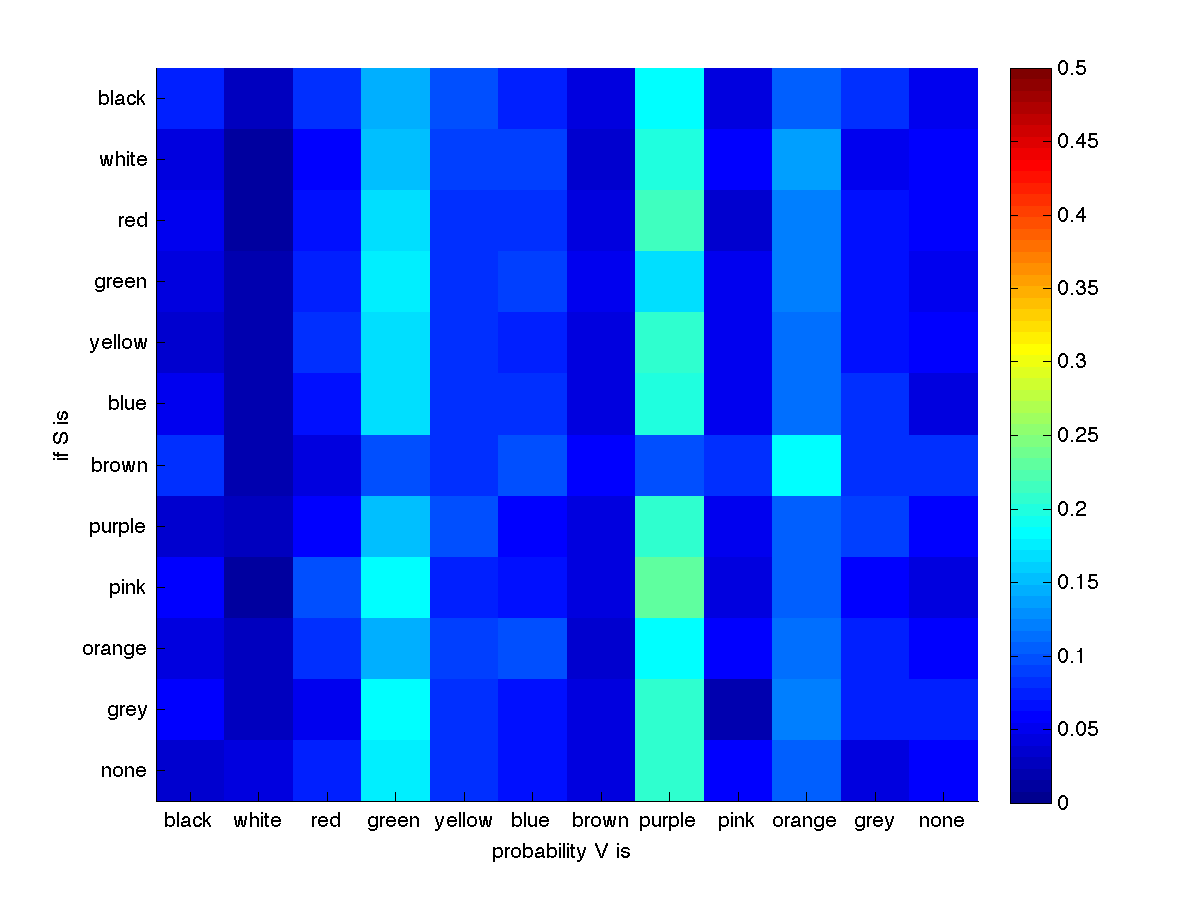 black
white
red
green
yellow
blue
brown
purple
pink
orange
grey
none
if S is
black white red green yellow blue brown purple pink orange grey none
probability V is
0.5
0.45
0.4
0.35
0.3
0.25
0.2
0.15
0.1
0.05
0